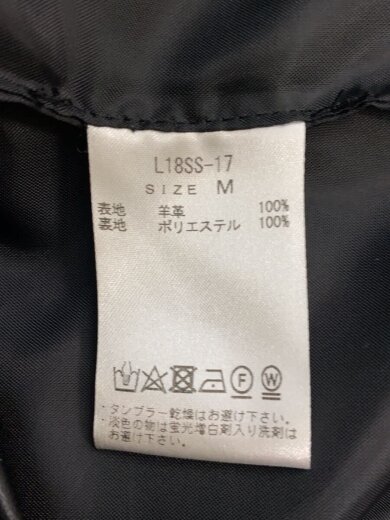 L18SS-17
SIZE M
表地 羊革 100%
裏地 ポリエステル 100%
F W
・タンブラー乾燥はお避け下さい。
・淡色の物は蛍光増白剤入り洗剤は
お避け下さい。